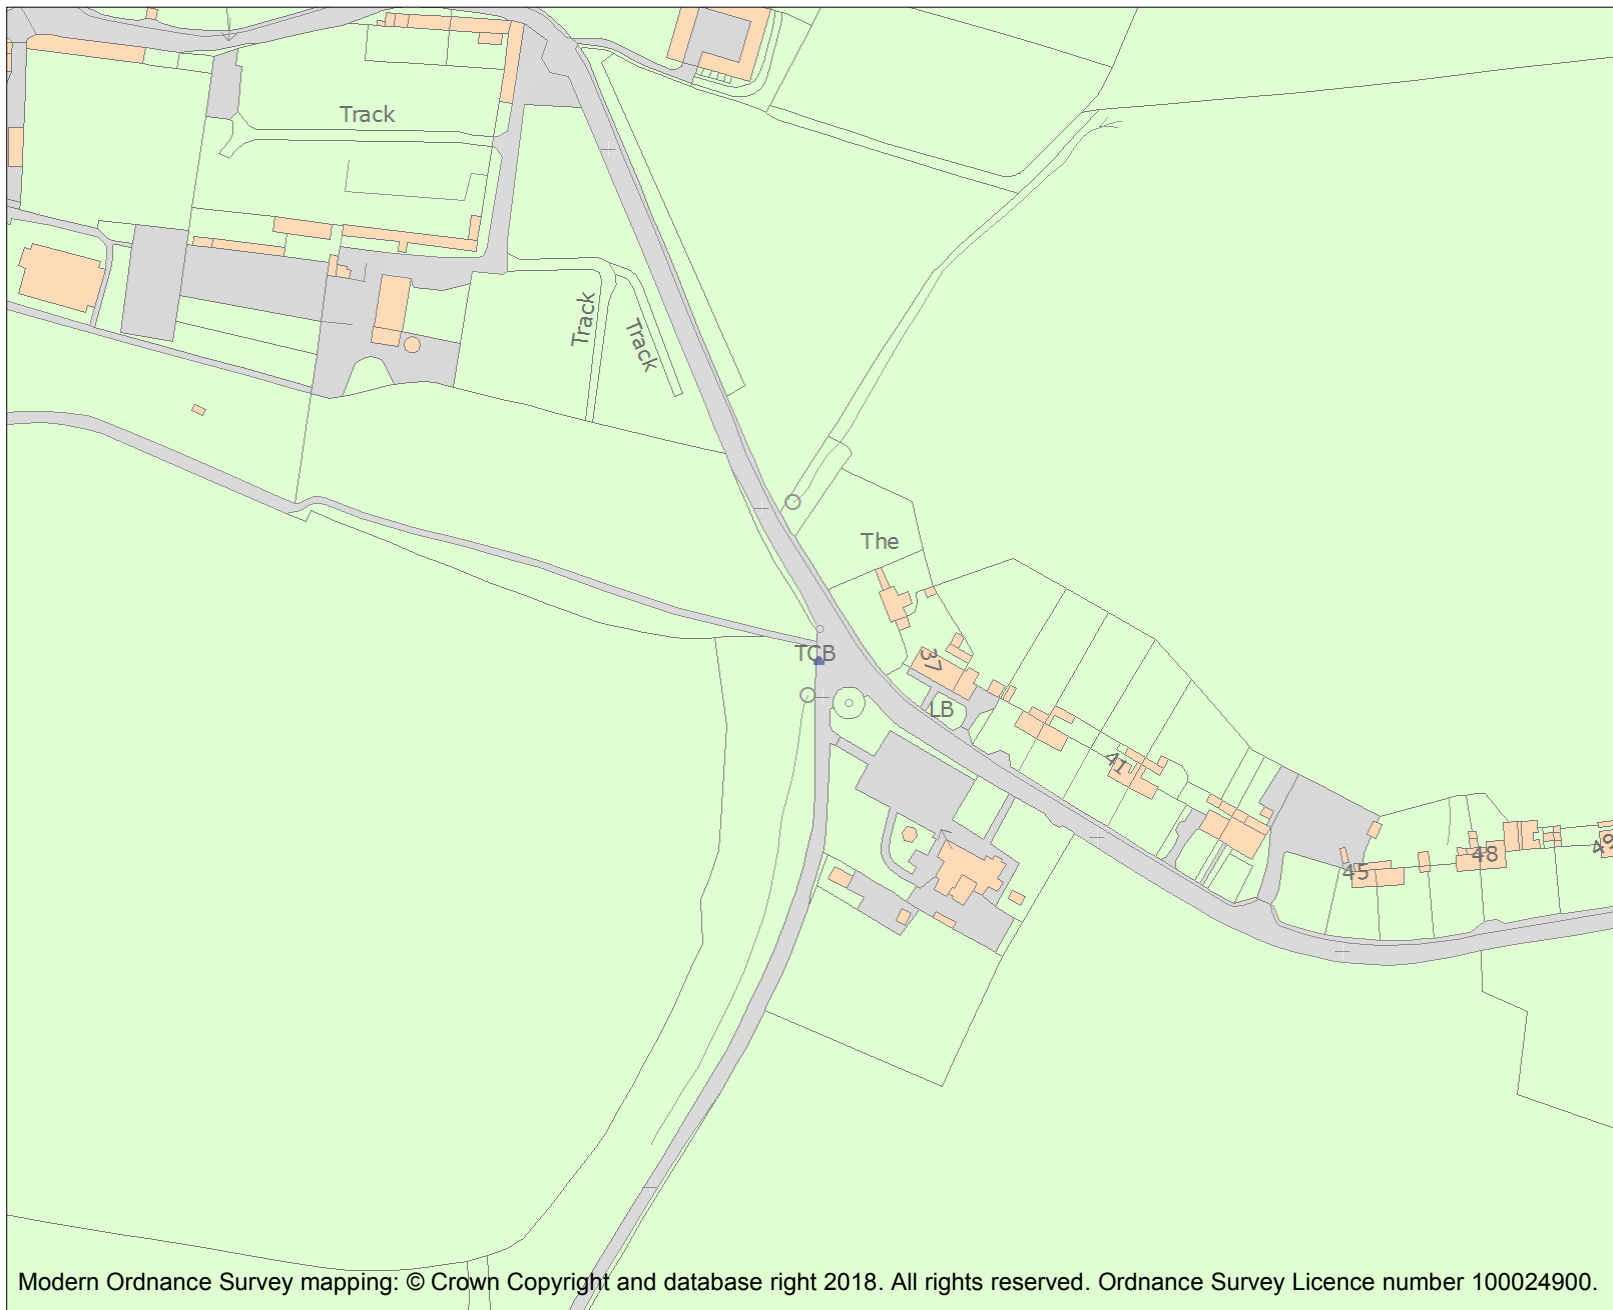 Track
Track
Track
The
TCB
37
LB
41
45
48
49
Modern Ordnance Survey mapping: © Crown Copyright and database right 2018. All rights reserved. Ordnance Survey Licence number 100024900.